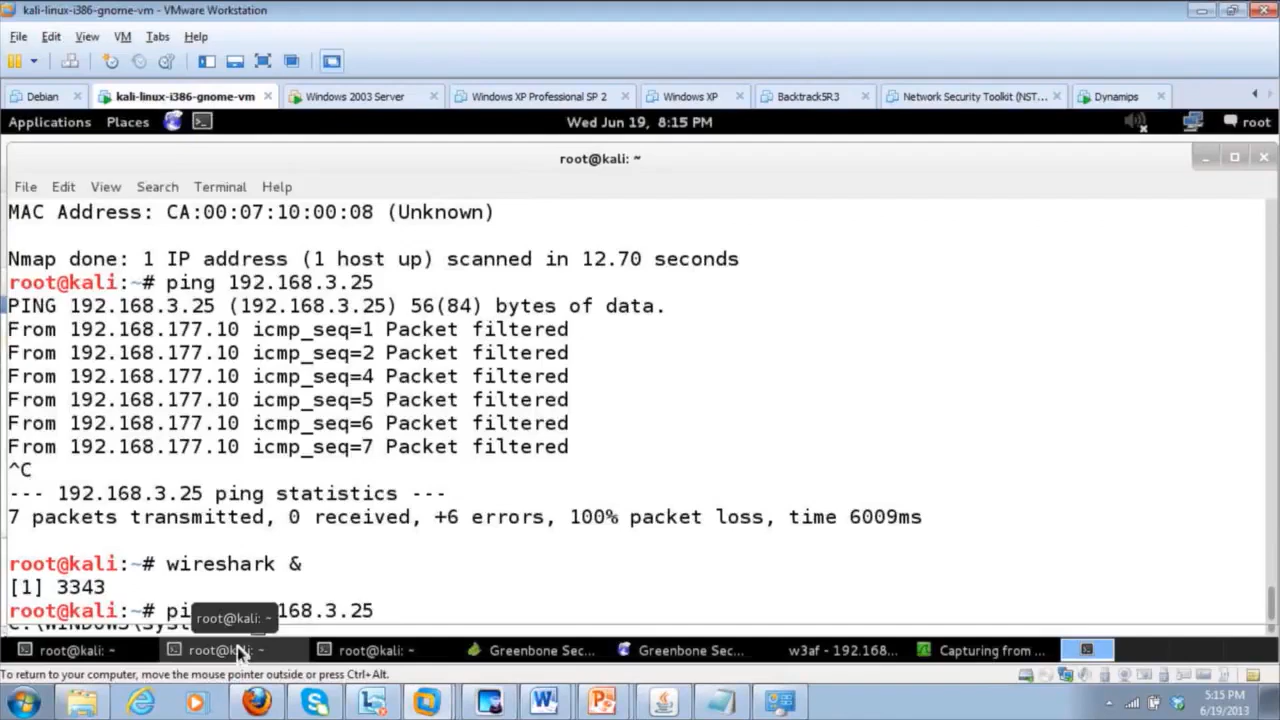 kali-linux-i386-gnome-vm - VMware Workstation
File Edit View VM Tabs Help
Debian kali-linux-i386-gnome-vm Windows 2003 Server Windows XP Professional SP 2 Windows XP Backtrack5R3 Network Security Toolkit (NST... Dynamips
Applications Places Wed Jun 19, 8:15 PM root
root@kali: ~
File Edit View Search Terminal Help
MAC Address: CA:00:07:10:00:08 (Unknown)
Nmap done: 1 IP address (1 host up) scanned in 12.70 seconds
root@kali:~# ping 192.168.3.25
PING 192.168.3.25 (192.168.3.25) 56(84) bytes of data.
From 192.168.177.10 icmp_seq=1 Packet filtered
From 192.168.177.10 icmp_seq=2 Packet filtered
From 192.168.177.10 icmp_seq=4 Packet filtered
From 192.168.177.10 icmp_seq=5 Packet filtered
From 192.168.177.10 icmp_seq=6 Packet filtered
From 192.168.177.10 icmp_seq=7 Packet filtered
^C
--- 192.168.3.25 ping statistics ---
7 packets transmitted, 0 received, +6 errors, 100% packet loss, time 6009ms
root@kali:~# wireshark &
[1] 3343
root@kali:~# pi 168.3.25
root@kali: ~
root@kali: ~ root@kali: ~ root@kali: ~ Greenbone Sec... Greenbone Sec... w3af - 192.168... Capturing from ...
To return to your computer, move the mouse pointer outside or press Ctrl+Alt.
5:15 PM
6/19/2013